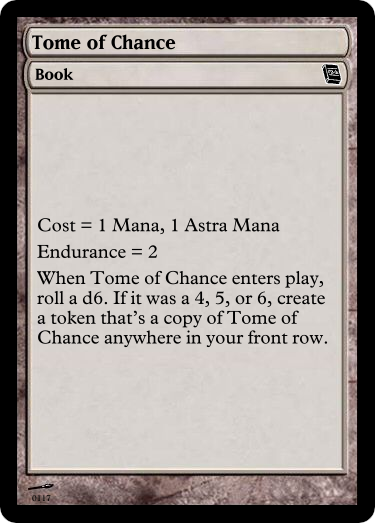 Tome of Chance
Book
Cost = 1 Mana, 1 Astra Mana
Endurance = 2
When Tome of Chance enters play,
roll a d6. If it was a 4, 5, or 6, create
a token that's a copy of Tome of
Chance anywhere in your front row.
0117